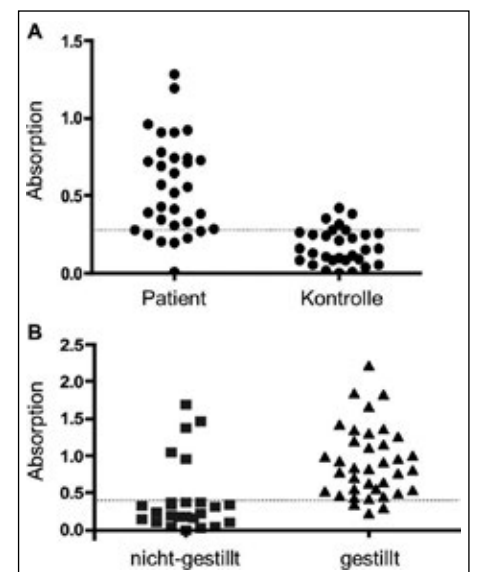 A
1.5
1.0
Absorption
0.5
0.0
Patient Kontrolle
B
2.5
2.0
1.5
Absorption
1.0
0.5
0.0
nicht-gestillt gestillt